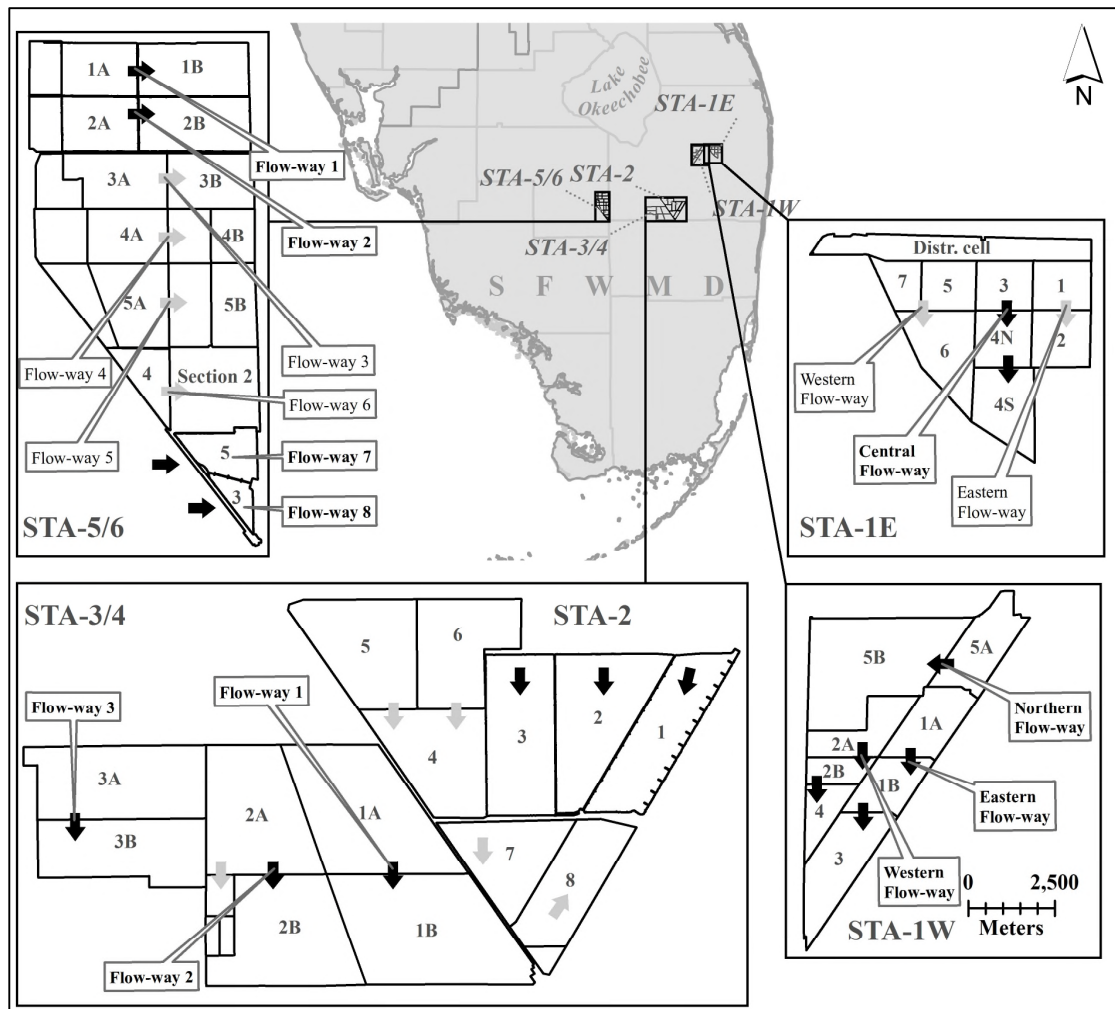 1A
1B
2A
2B
Flow-way 1
3A
3B
Flow-way 2
4A
4B
5A
5B
Flow-way 3
Flow-way 4
4
Section 2
Flow-way 6
Flow-way 5
5
Flow-way 7
3
Flow-way 8
STA-5/6
Lake
Okeechobee
STA-1E
STA-2
STA-5/6
STA-1W
STA-3/4
S F W M D
N
Distr. cell
7
5
3
1
4N
2
6
Western
Flow-way
4S
Central
Flow-way
Eastern
Flow-way
STA-1E
STA-3/4
STA-2
5
6
Flow-way 1
Flow-way 3
3
2
1
4
3A
2A
1A
3B
7
8
2B
1B
Flow-way 2
5A
5B
Northern
Flow-way
1A
2A
2B
1B
Eastern
Flow-way
4
3
Western
Flow-way
0 2,500
Meters
STA-1W